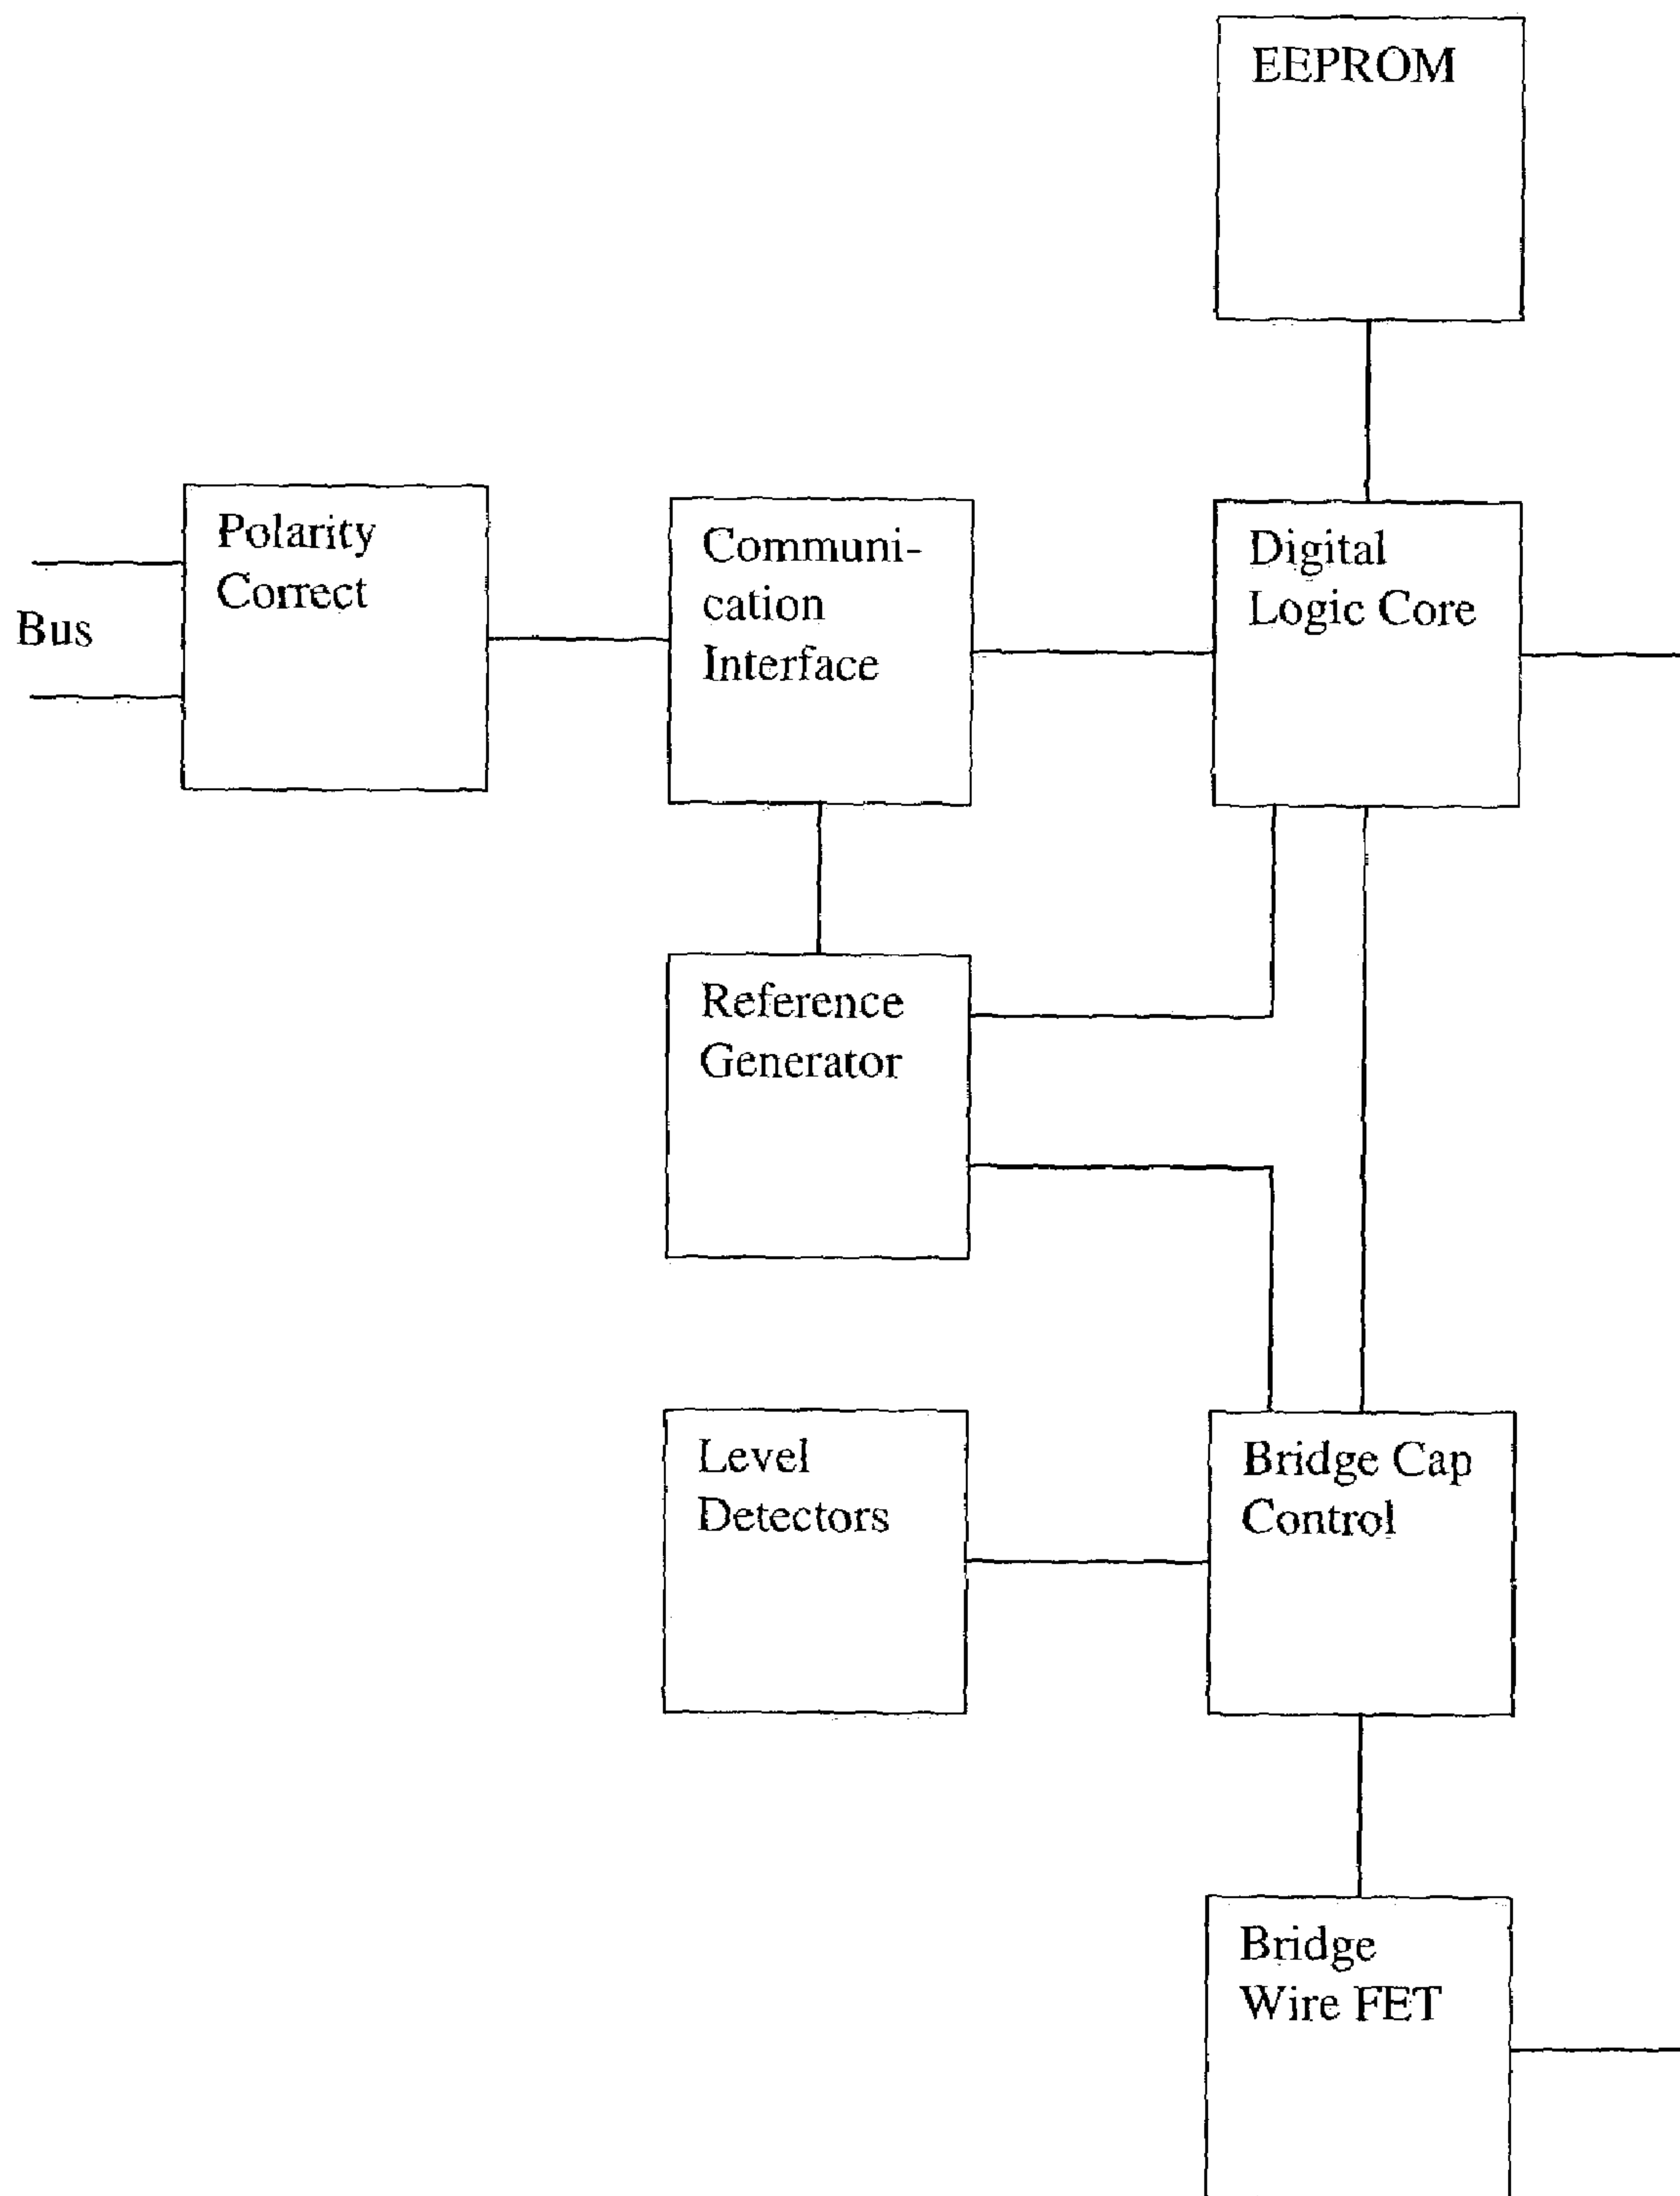 EEPROM
Polarity
Correct
Bus
Communi-
cation
Interface
Digital
Logic Core
Reference
Generator
Level
Detectors
Bridge Cap
Control
Bridge
Wire FET